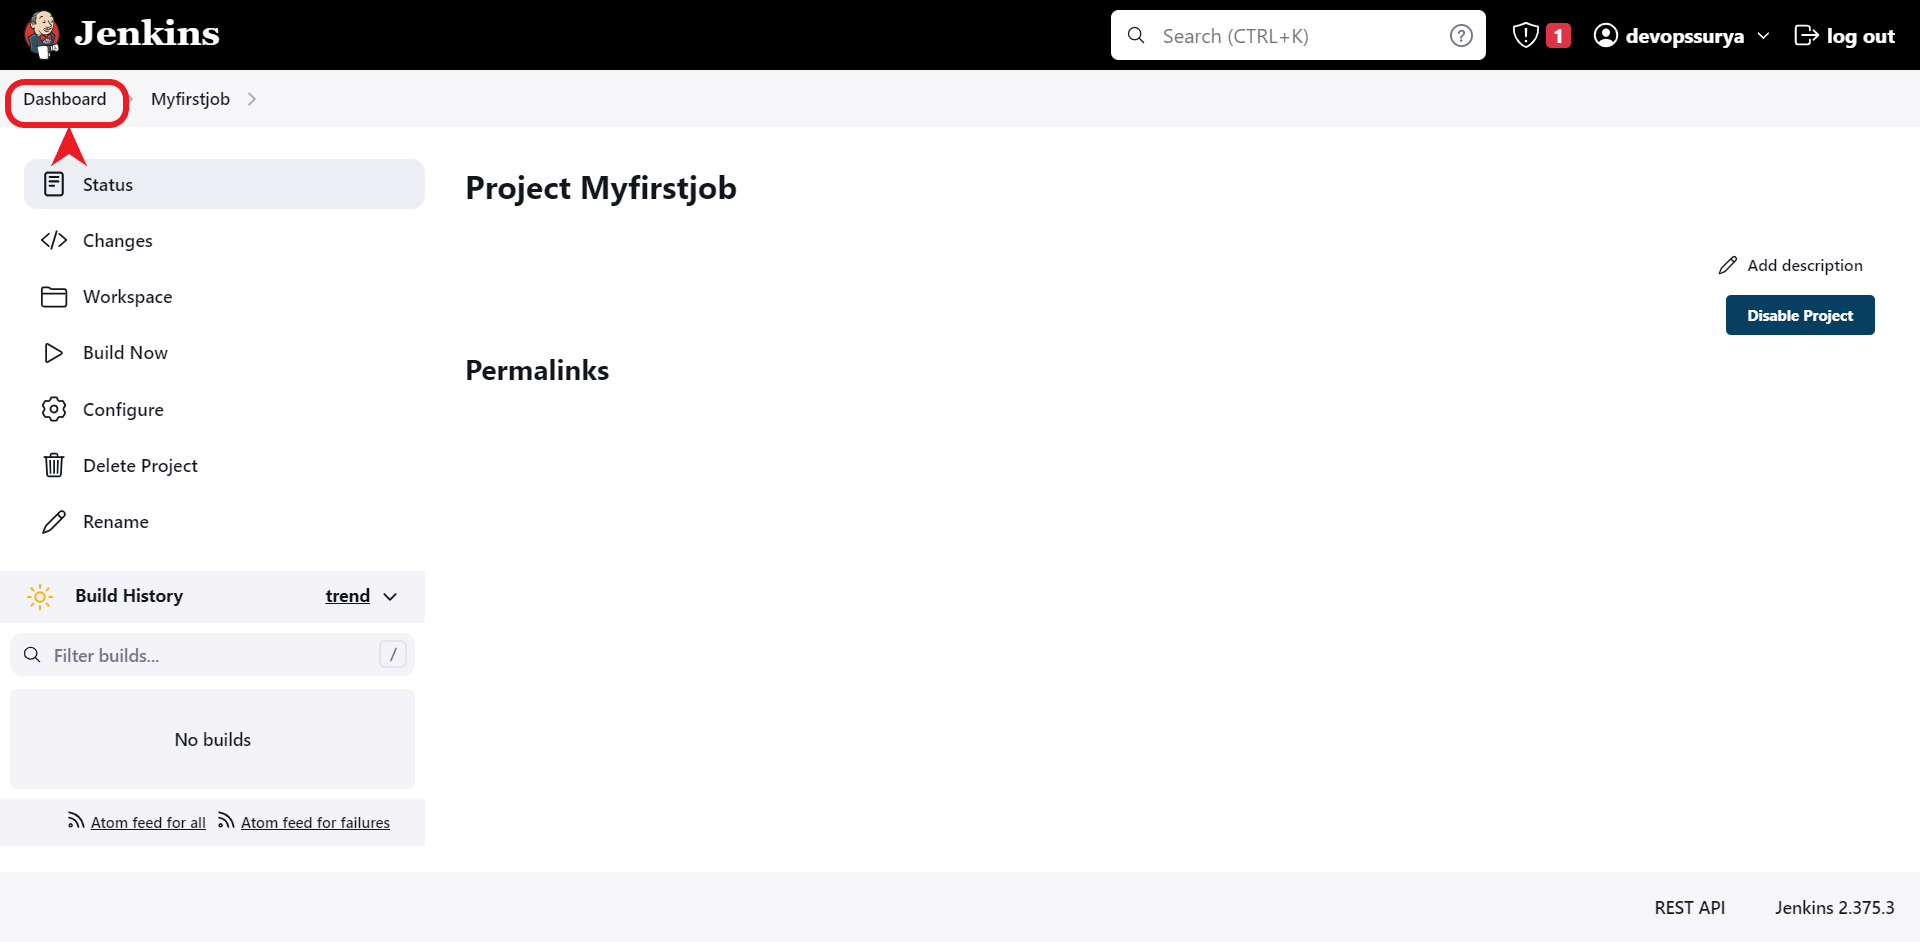 Jenkins
Search (CTRL+K)
?
1
devopssurya
log out
Dashboard
Myfirstjob
Status
Changes
Workspace
Build Now
Configure
Delete Project
Rename
Project Myfirstjob
Add description
Disable Project
Permalinks
Build History
trend
Filter builds...
/
No builds
Atom feed for all
Atom feed for failures
REST API
Jenkins 2.375.3